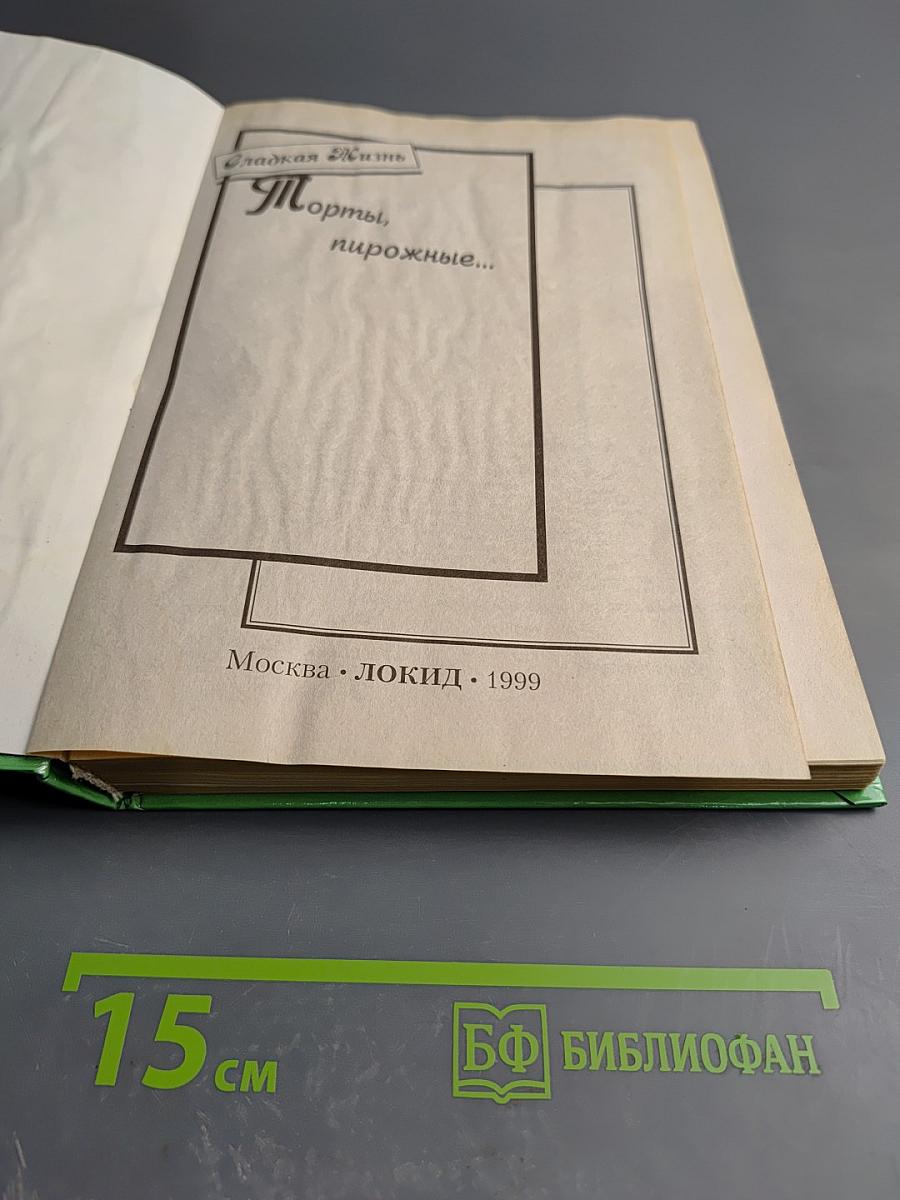 Сладкая Жизнь
Торты,
пирожные...
Москва • ЛОКИД • 1999
15 см
БФ БИБЛИОФАН